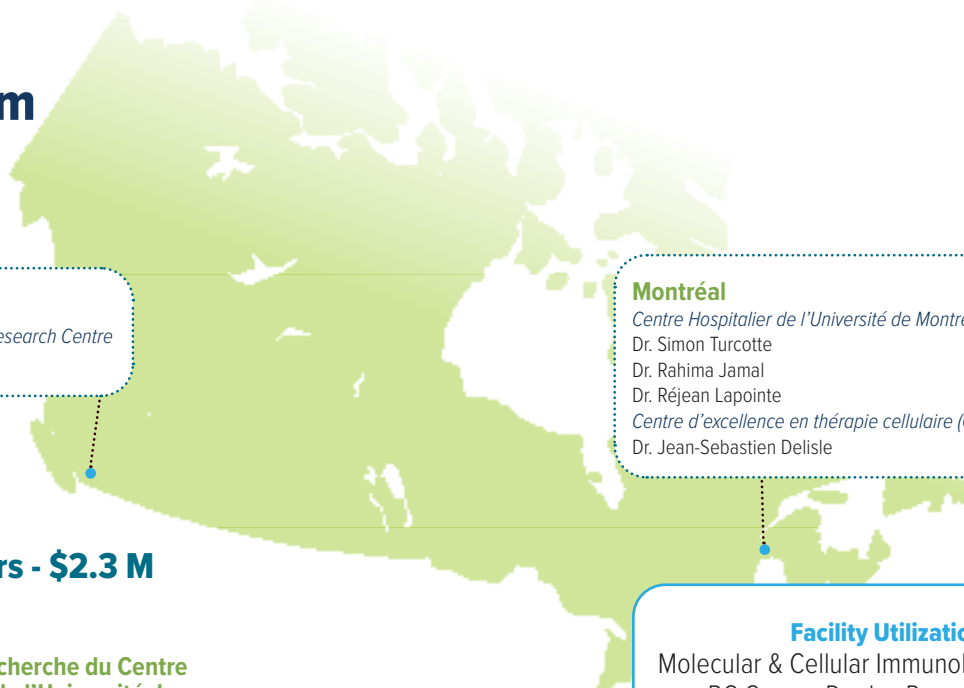 m
esearch Centre
Montréal
Centre Hospitalier de l'Université de Montré
Dr. Simon Turcotte
Dr. Rahima Jamal
Dr. Réjean Lapointe
Centre d'excellence en thérapie cellulaire (
Dr. Jean-Sebastien Delisle
rs - $2.3 M
cherche du Centre
Facility Utilizatio
Molecular & Cellular Immunol